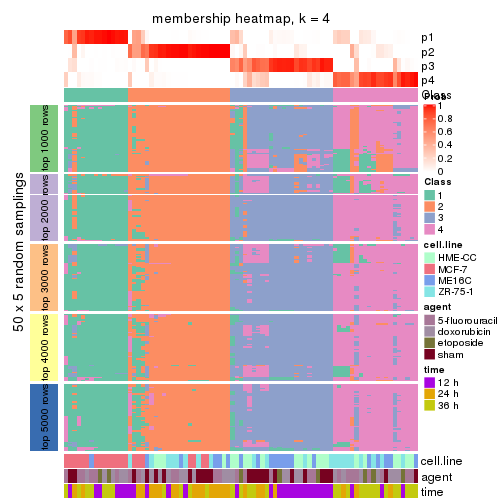 membership heatmap, k = 4
p1
p2
p3
p4
Class
Prob
1
0.8
0.6
0.4
0.2
0
Class
1
2
3
4
cell.line
HME-CC
MCF-7
ME16C
ZR-75-1
agent
5-fluorouracil
doxorubicin
etoposide
sham
time
12 h
24 h
36 h
50 x 5 random samplings
top 1000 rows
top 2000 rows
top 3000 rows
top 4000 rows
top 5000 rows
cell.line
agent
time